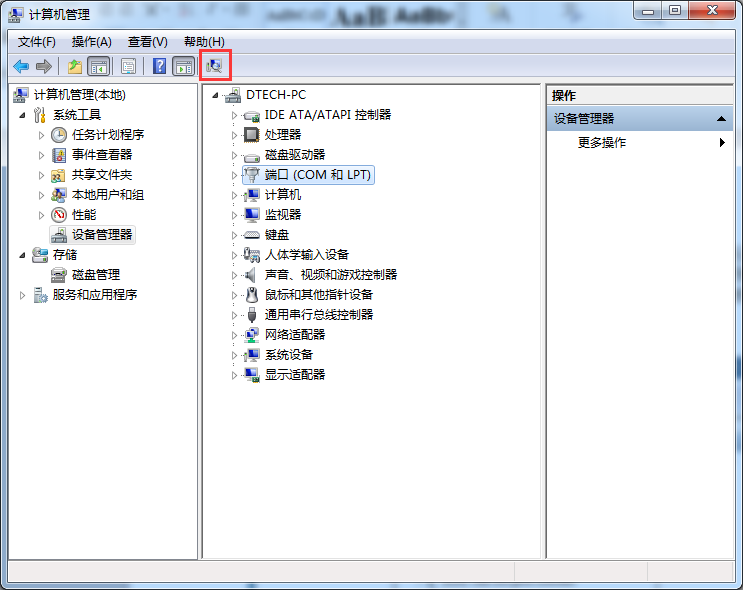 计算机管理
文件(F) 操作(A) 查看(V) 帮助(H)
计算机管理(本地)
系统工具
任务计划程序
事件查看器
共享文件夹
本地用户和组
性能
设备管理器
存储
磁盘管理
服务和应用程序
DTECH-PC
IDE ATA/ATAPI 控制器
处理器
磁盘驱动器
端口 (COM 和 LPT)
计算机
监视器
键盘
人体学输入设备
声音、视频和游戏控制器
鼠标和其他指针设备
通用串行总线控制器
网络适配器
系统设备
显示适配器
操作
设备管理器
更多操作